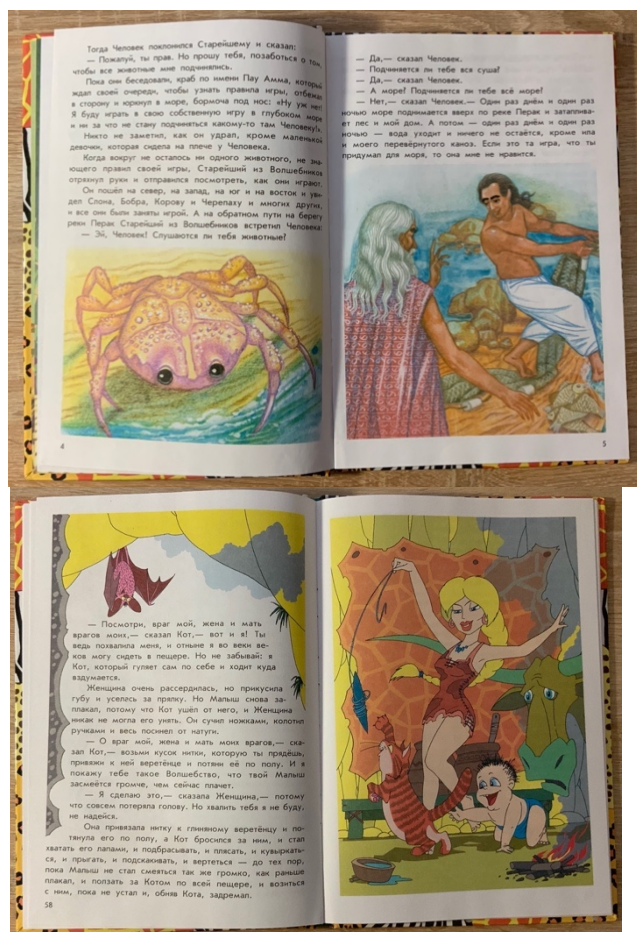 Тогда Человек поклонился Старейшему и сказал:
— Пожалуй, ты прав. Но прошу тебя, позаботься о том,
чтобы все животные мне подчинялись.
Пока они беседовали, краб по имени Пау Амма, который
ждал своей очереди, чтобы узнать правила игры, отбежал
в сторону и юркнул в море, бормоча под нос: «Ну уж нет!
Я буду играть в свою собственную игру в глубоком море
и ни за что не стану подчиняться какому-то там Человеку!».
Никто не заметил, как он удрал, кроме маленькой
девочки, которая сидела на плече у Человека.
Когда вокруг не осталось ни одного животного, не зна-
ющего правил своей игры, Старейший из Волшебников
отряхнул руки и отправился посмотреть, как они играют.
Он пошёл на север, на запад, на юг и на восток и уви-
дел Слона, Бобра, Корову и Черепаху и многих других,
и все они были заняты игрой. А на обратном пути на берегу
реки Перак Старейший из Волшебников встретил Человека:
— Эй, Человек! Слушаются ли тебя животные?
4
— Да,— сказал Человек.
— Подчиняется ли тебе вся суша?
— Да,— сказал Человек.
— А море? Подчиняется ли тебе всё море?
— Нет,— сказал Человек.— Один раз днём и один раз
ночью море поднимается вверх по реке Перак и затаплива-
ет лес и мой дом. А потом — один раз днём и один раз
ночью — вода уходит и ничего не остаётся, кроме ила
и моего перевёрнутого каноэ. Если это та игра, что ты
придумал для моря, то она мне не нравится.
5
— Посмотри, враг мой, жена и мать
врагов моих,— сказал Кот,— вот и я! Ты
ведь похвалила меня, и отныне я во веки ве-
ков могу сидеть в пещере. Но не забывай: я
Кот, который гуляет сам по себе и ходит куда
вздумается.
Женщина очень рассердилась, но прикусила
губу и уселась за прялку. Но Малыш снова за-
плакал, потому что Кот ушёл от него, и Женщина
никак не могла его унять. Он сучил ножками, колотил
ручками и весь посинел от натуги.
— О враг мой, жена и мать моих врагов,— ска-
зал Кот,— возьми кусок нитки, которую ты прядёшь,
привяжи к ней веретёнце и потяни её по полу. И я
покажу тебе такое Волшебство, что твой Малыш
засмеётся громче, чем сейчас плачет.
— Я сделаю это,— сказала Женщина,— потому
что совсем потеряла голову. Но хвалить тебя я не буду,
не надейся.
Она привязала нитку к глиняному веретёнцу и по-
тянула его по полу, а Кот бросился за ним, и стал
хватать его лапами, и подбрасывать, и плясать, и кувыркать-
ся, и прыгать, и подскакивать, и вертеться — до тех пор,
пока Малыш не стал смеяться так же громко, как раньше
плакал, и ползать за Котом по всей пещере, и возиться
с ним, пока не устал и, обняв Кота, задремал.
58